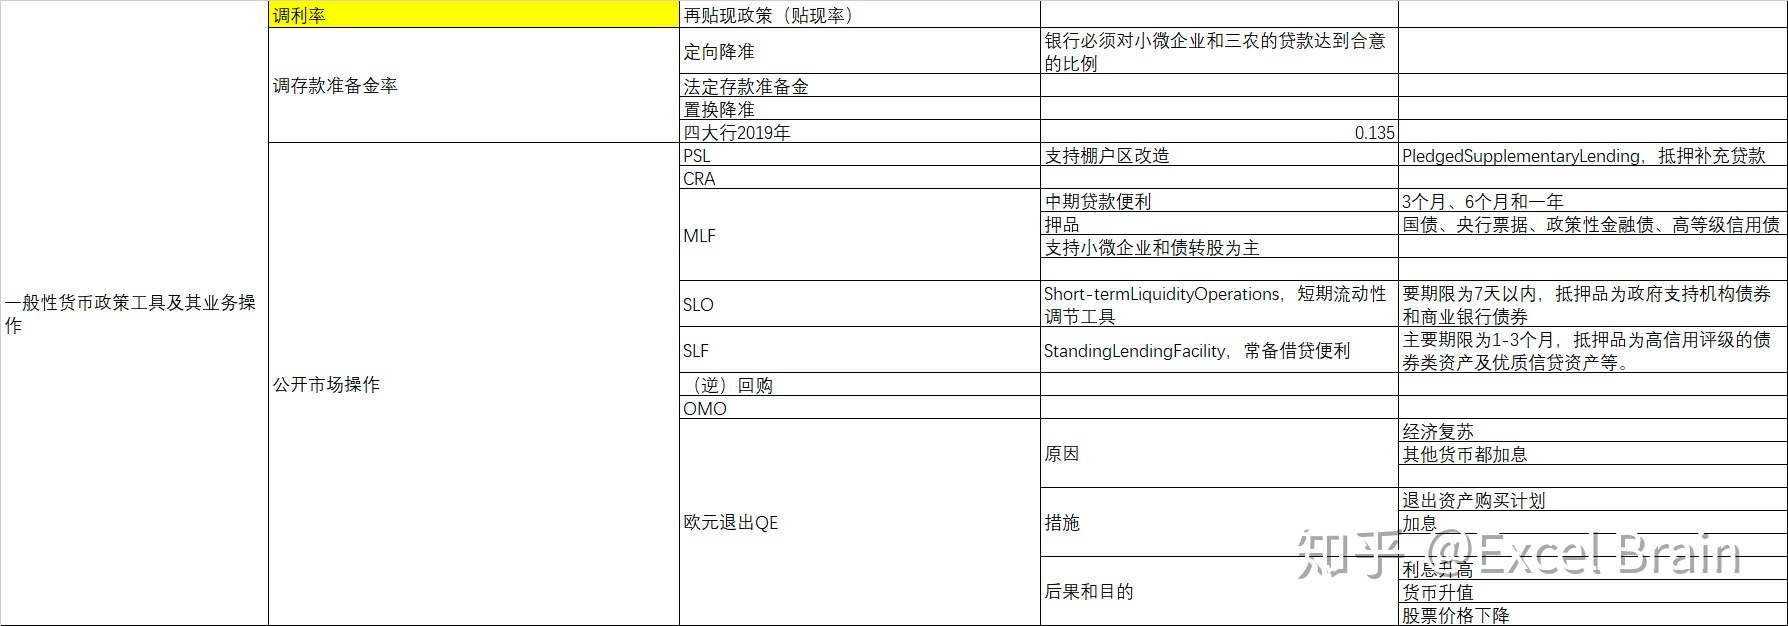 调利率
再贴现政策（贴现率）
调存款准备金率
定向降准
银行必须对小微企业和三农的贷款达到合意
的比例
法定存款准备金
置换降准
四大行2019年
0.135
一般性货币政策工具及其业务操
作
公开市场操作
PSL
支持棚户区改造
PledgedSupplementaryLending，抵押补充贷款
CRA
MLF
中期贷款便利
3个月、6个月和一年
押品
国债、央行票据、政策性金融债、高等级信用债
支持小微企业和债转股为主
SLO
Short-termLiquidityOperations，短期流动性
调节工具
要期限为7天以内，抵押品为政府支持机构债券
和商业银行债券
SLF
StandingLendingFacility，常备借贷便利
主要期限为1-3个月，抵押品为高信用评级的债
券类资产及优质信贷资产等。
（逆）回购
OMO
欧元退出QE
原因
经济复苏
其他货币都加息
措施
退出资产购买计划
加息
后果和目的
利息升高
货币升值
股票价格下降
知乎 @Excel Brain